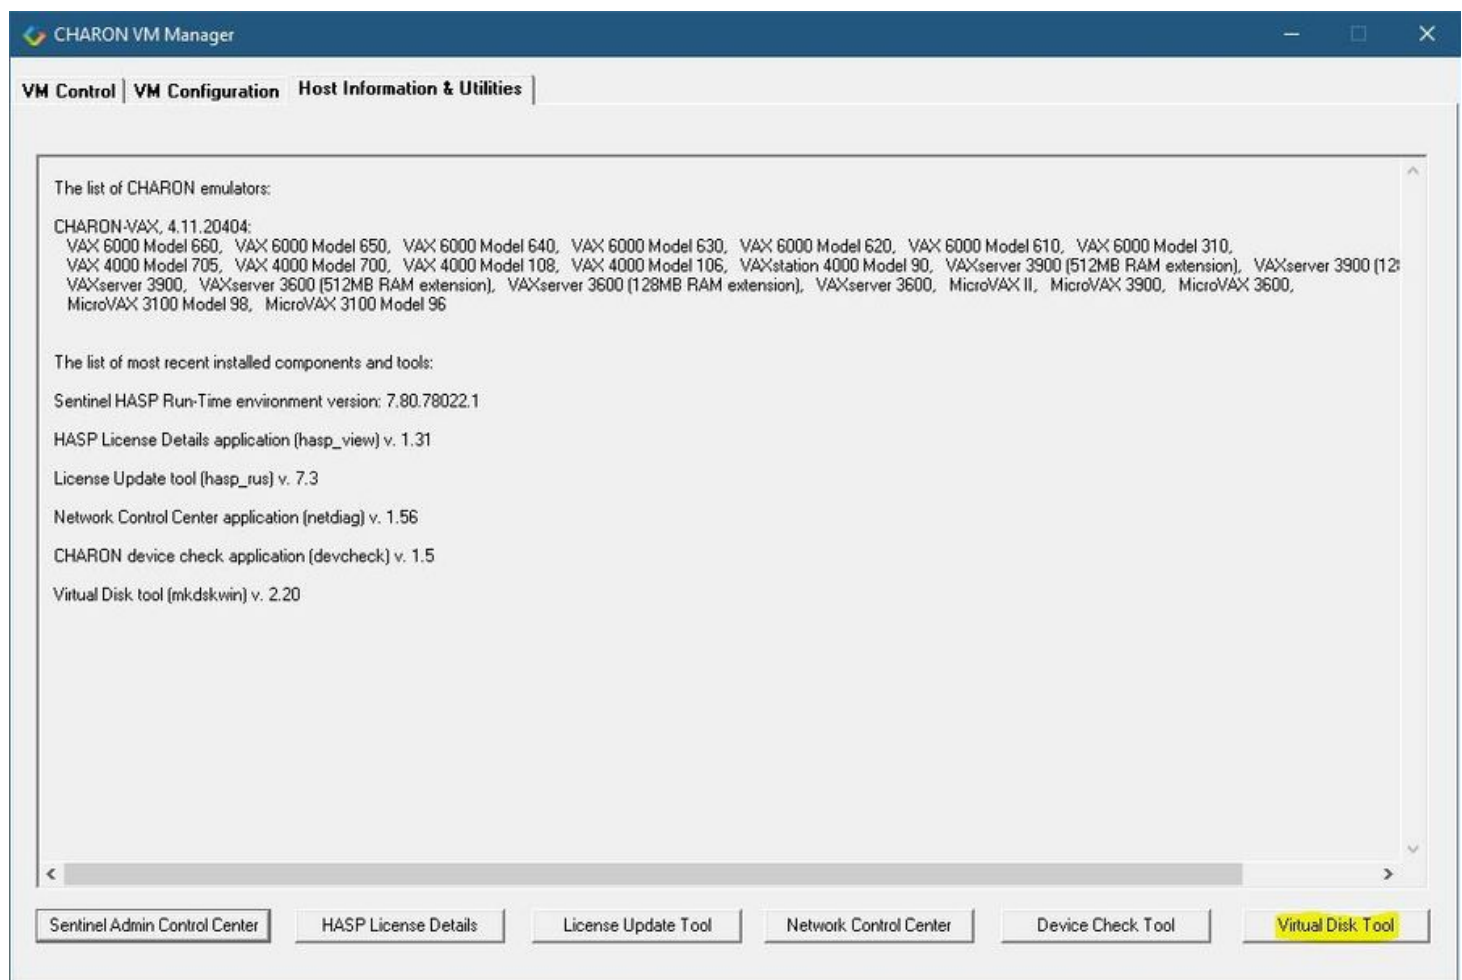 CHARON VM Manager
VM Control VM Configuration Host Information & Utilities
The list of CHARON emulators:
CHARON-VAX, 4.11.20404:
VAX 6000 Model 660, VAX 6000 Model 650, VAX 6000 Model 640, VAX 6000 Model 630, VAX 6000 Model 620, VAX 6000 Model 610, VAX 6000 Model 310,
VAX 4000 Model 705, VAX 4000 Model 700, VAX 4000 Model 108, VAX 4000 Model 106, VAXstation 4000 Model 90, VAXserver 3900 (512MB RAM extension), VAXserver 3900 (12
VAXserver 3900, VAXserver 3600 (512MB RAM extension), VAXserver 3600 (128MB RAM extension), VAXserver 3600, MicroVAX II, MicroVAX 3900, MicroVAX 3600,
MicroVAX 3100 Model 98, MicroVAX 3100 Model 96
The list of most recent installed components and tools:
Sentinel HASP Run-Time environment version: 7.80.78022.1
HASP License Details application (hasp_view) v. 1.31
License Update tool (hasp_rus) v. 7.3
Network Control Center application (netdiag) v. 1.56
CHARON device check application (devcheck) v. 1.5
Virtual Disk tool (mkdskwin) v. 2.20
Sentinel Admin Control Center HASP License Details License Update Tool Network Control Center Device Check Tool Virtual Disk Tool